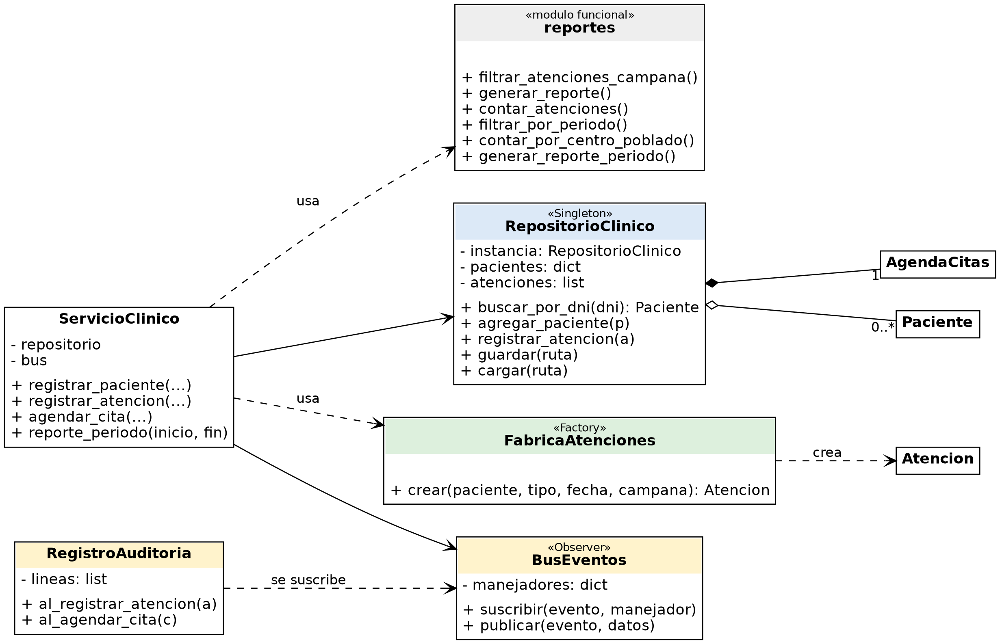 «modulo funcional»
reportes
+ filtrar_atenciones_campana()
+ generar_reporte()
+ contar_atenciones()
+ filtrar_por_periodo()
+ contar_por_centro_poblado()
+ generar_reporte_periodo()
usa
«Singleton»
RepositorioClinico
- instancia: RepositorioClinico
- pacientes: dict
- atenciones: list
+ buscar_por_dni(dni): Paciente
+ agregar_paciente(p)
+ registrar_atencion(a)
+ guardar(ruta)
+ cargar(ruta)
AgendaCitas
1
Paciente
0..*
ServicioClinico
- repositorio
- bus
+ registrar_paciente(...)
+ registrar_atencion(...)
+ agendar_cita(...)
+ reporte_periodo(inicio, fin)
usa
«Factory»
FabricaAtenciones
+ crear(paciente, tipo, fecha, campana): Atencion
crea
Atencion
RegistroAuditoria
- lineas: list
+ al_registrar_atencion(a)
+ al_agendar_cita(c)
se suscribe
«Observer»
BusEventos
- manejadores: dict
+ suscribir(evento, manejador)
+ publicar(evento, datos)